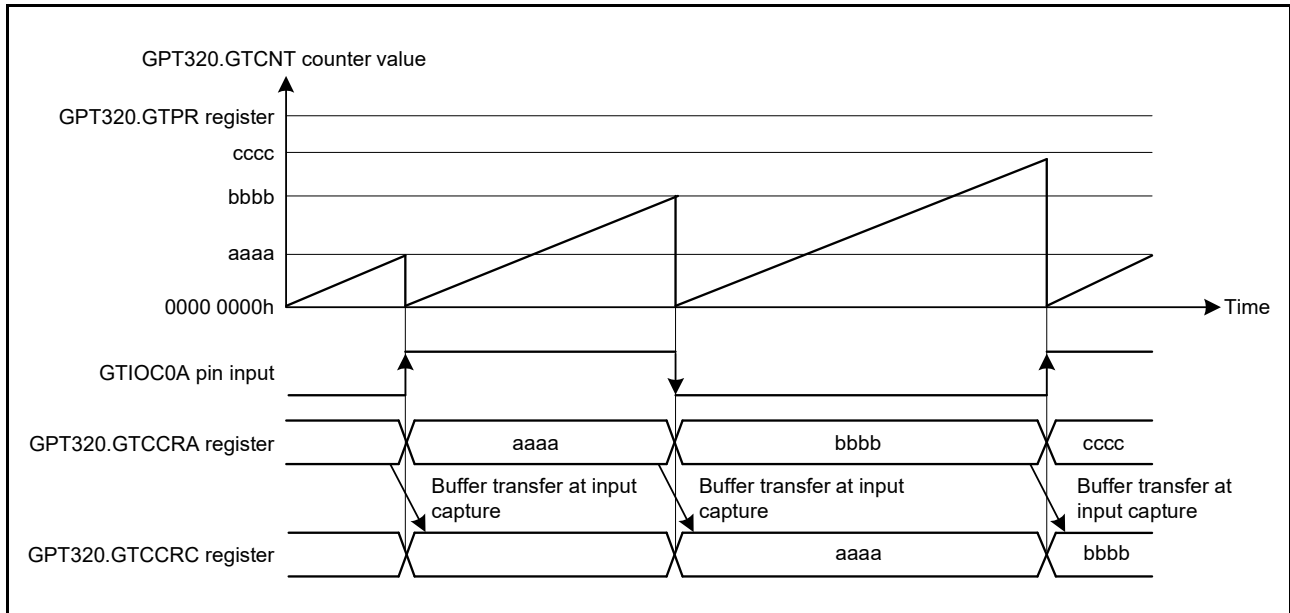 GPT320.GTCNT counter value
GPT320.GTPR register
cccc
bbbb
aaaa
0000 0000h
Time
GTIOC0A pin input
GPT320.GTCCRA register
aaaa
bbbb
cccc
Buffer transfer at input
capture
Buffer transfer at input
capture
Buffer transfer at
input capture
GPT320.GTCCRC register
aaaa
bbbb